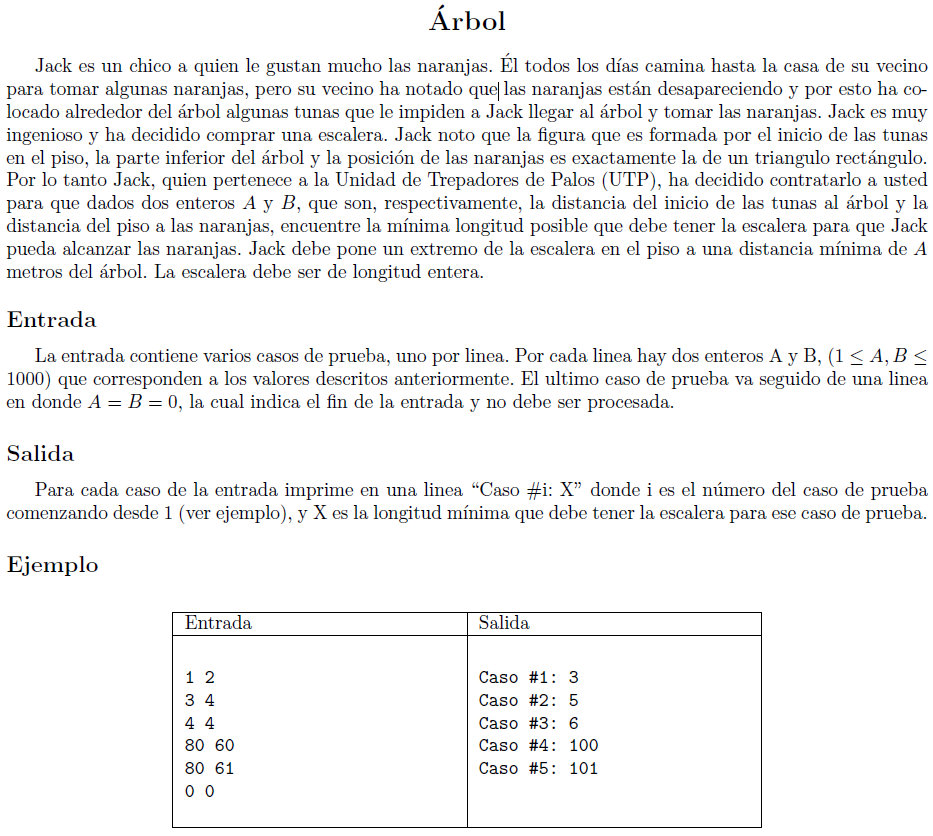 Árbol
Jack es un chico a quien le gustan mucho las naranjas. Él todos los días camina hasta la casa de su vecino
para tomar algunas naranjas, pero su vecino ha notado que las naranjas están desapareciendo y por esto ha co-
locado alrededor del árbol algunas tunas que le impiden a Jack llegar al árbol y tomar las naranjas. Jack es muy
ingenioso y ha decidido comprar una escalera. Jack noto que la figura que es formada por el inicio de las tunas
en el piso, la parte inferior del árbol y la posición de las naranjas es exactamente la de un triangulo rectángulo.
Por lo tanto Jack, quien pertenece a la Unidad de Trepadores de Palos (UTP), ha decidido contratarlo a usted
para que dados dos enteros A y B, que son, respectivamente, la distancia del inicio de las tunas al árbol y la
distancia del piso a las naranjas, encuentre la mínima longitud posible que debe tener la escalera para que Jack
pueda alcanzar las naranjas. Jack debe pone un extremo de la escalera en el piso a una distancia mínima de A
metros del árbol. La escalera debe ser de longitud entera.
Entrada
La entrada contiene varios casos de prueba, uno por linea. Por cada linea hay dos enteros A y B, (1 ≤ A, B ≤
1000) que corresponden a los valores descritos anteriormente. El ultimo caso de prueba va seguido de una linea
en donde A = B = 0, la cual indica el fin de la entrada y no debe ser procesada.
Salida
Para cada caso de la entrada imprime en una linea “Caso #i: X” donde i es el número del caso de prueba
comenzando desde 1 (ver ejemplo), y X es la longitud mínima que debe tener la escalera para ese caso de prueba.
Ejemplo
Entrada Salida
1 2 Caso #1: 3
3 4 Caso #2: 5
4 4 Caso #3: 6
80 60 Caso #4: 100
80 61 Caso #5: 101
0 0